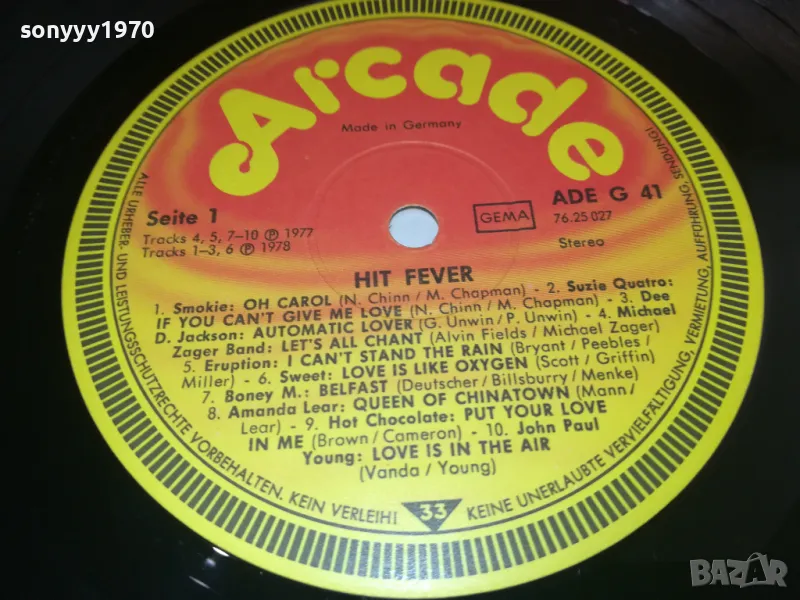 sonyyy1970
Arcade
Made in Germany
Seite 1
GEMA
ADE G 41
76.25 027
Tracks 4, 5, 7–10 ℗ 1977
Tracks 1–3, 6 ℗ 1978
Stereo
HIT FEVER
1. Smokie: OH CAROL (N. Chinn / M. Chapman) - 2. Suzie Quatro:
IF YOU CAN'T GIVE ME LOVE (N. Chinn / M. Chapman) - 3. Dee
D. Jackson: AUTOMATIC LOVER (G. Unwin / P. Unwin) - 4. Michael
Zager Band: LET'S ALL CHANT (Alvin Fields / Michael Zager)
5. Eruption: I CAN'T STAND THE RAIN (Bryant / Peebles /
Miller) - 6. Sweet: LOVE IS LIKE OXYGEN (Scott / Griffin)
7. Boney M.: BELFAST (Deutscher / Billsburry / Menke)
8. Amanda Lear: QUEEN OF CHINATOWN (Mann /
Lear) - 9. Hot Chocolate: PUT YOUR LOVE
IN ME (Brown / Cameron) - 10. John Paul
Young: LOVE IS IN THE AIR
(Vanda / Young)
ALLE URHEBER- UND LEISTUNGSSCHUTZRECHTE VORBEHALTEN. KEIN VERLEIH!
33
KEINE UNERLAUBTE VERVIELFÄLTIGUNG, VERMIETUNG, AUFFÜHRUNG, SENDUNG!
BAZAR